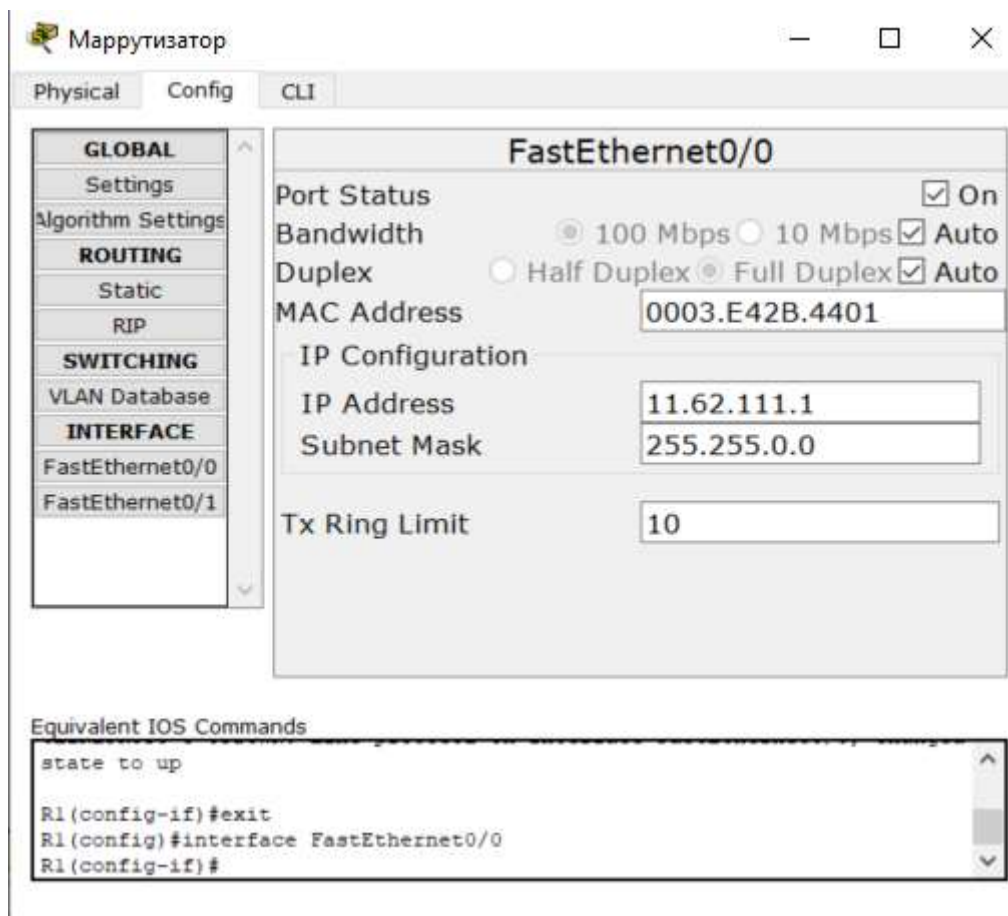 Маррутизатор
Physical Config CLI
GLOBAL
Settings
Algorithm Settings
ROUTING
Static
RIP
SWITCHING
VLAN Database
INTERFACE
FastEthernet0/0
FastEthernet0/1
FastEthernet0/0
Port Status On
Bandwidth 100 Mbps 10 Mbps Auto
Duplex Half Duplex Full Duplex Auto
MAC Address 0003.E42B.4401
IP Configuration
IP Address 11.62.111.1
Subnet Mask 255.255.0.0
Tx Ring Limit 10
Equivalent IOS Commands
state to up
R1(config-if)#exit
R1(config)#interface FastEthernet0/0
R1(config-if)#